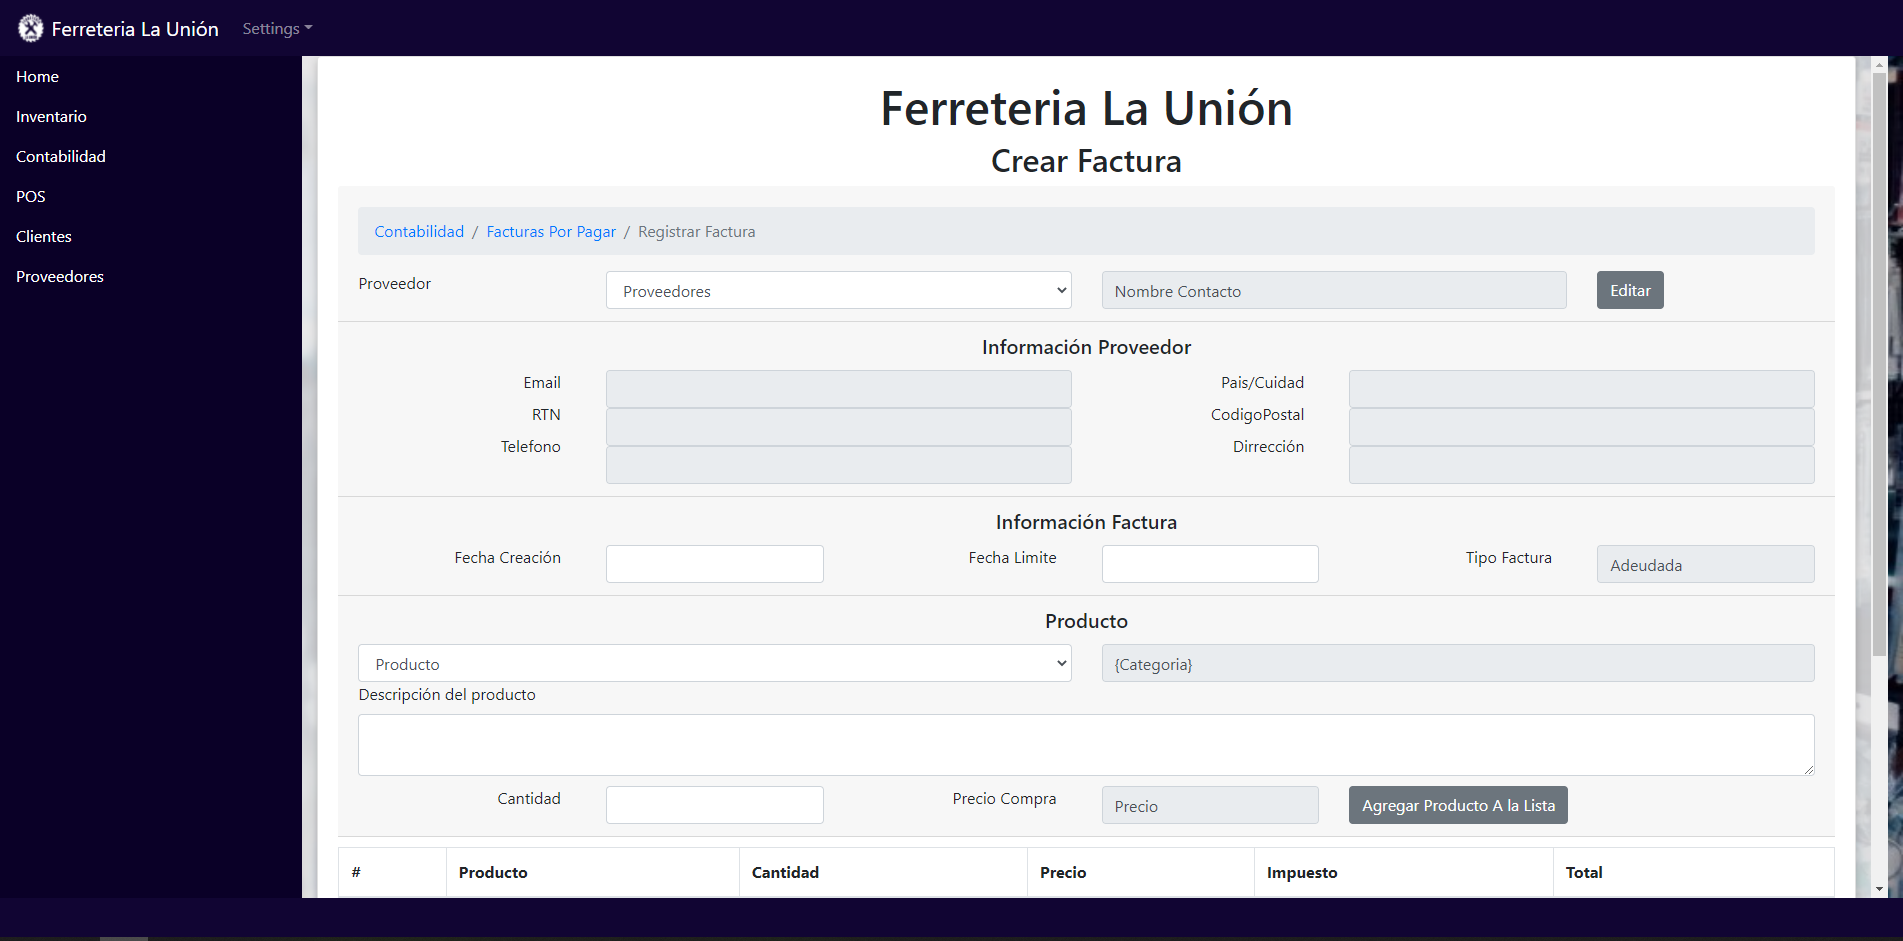 Ferreteria La Unión Settings
Home
Inventario
Contabilidad
POS
Clientes
Proveedores
Ferreteria La Unión
Crear Factura
Contabilidad / Facturas Por Pagar / Registrar Factura
Proveedor Proveedores Nombre Contacto Editar
Información Proveedor
Email Pais/Cuidad
RTN CodigoPostal
Telefono Dirrección
Información Factura
Fecha Creación Fecha Limite Tipo Factura Adeudada
Producto
Producto {Categoria}
Descripción del producto
Cantidad Precio Compra Precio Agregar Producto A la Lista
# Producto Cantidad Precio Impuesto Total